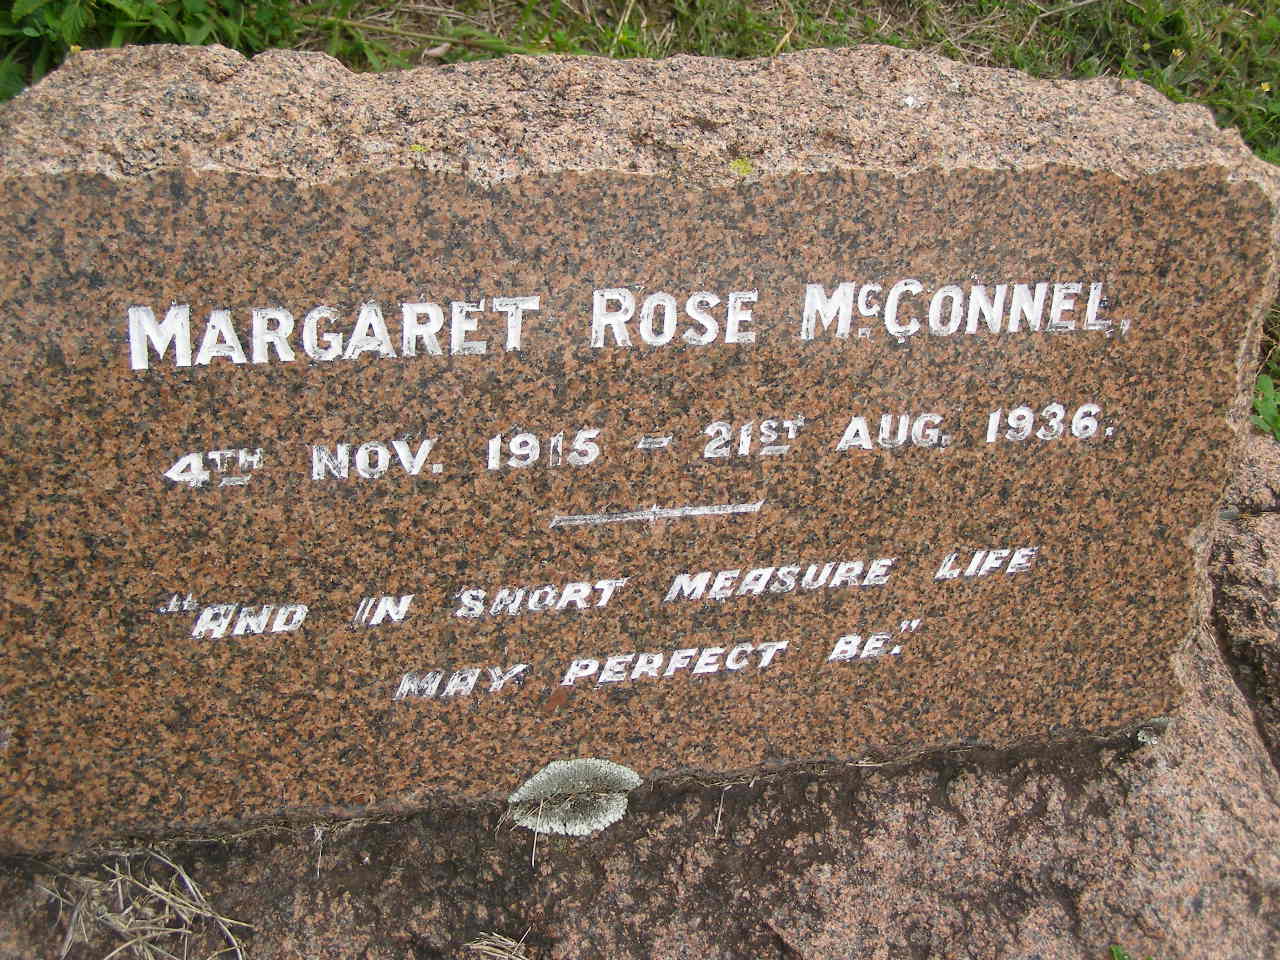 MARGARET ROSE McCONNEL,
4TH NOV. 1915 - 21ST AUG. 1936.
"AND IN SHORT MEASURE LIFE
MAY PERFECT BE."